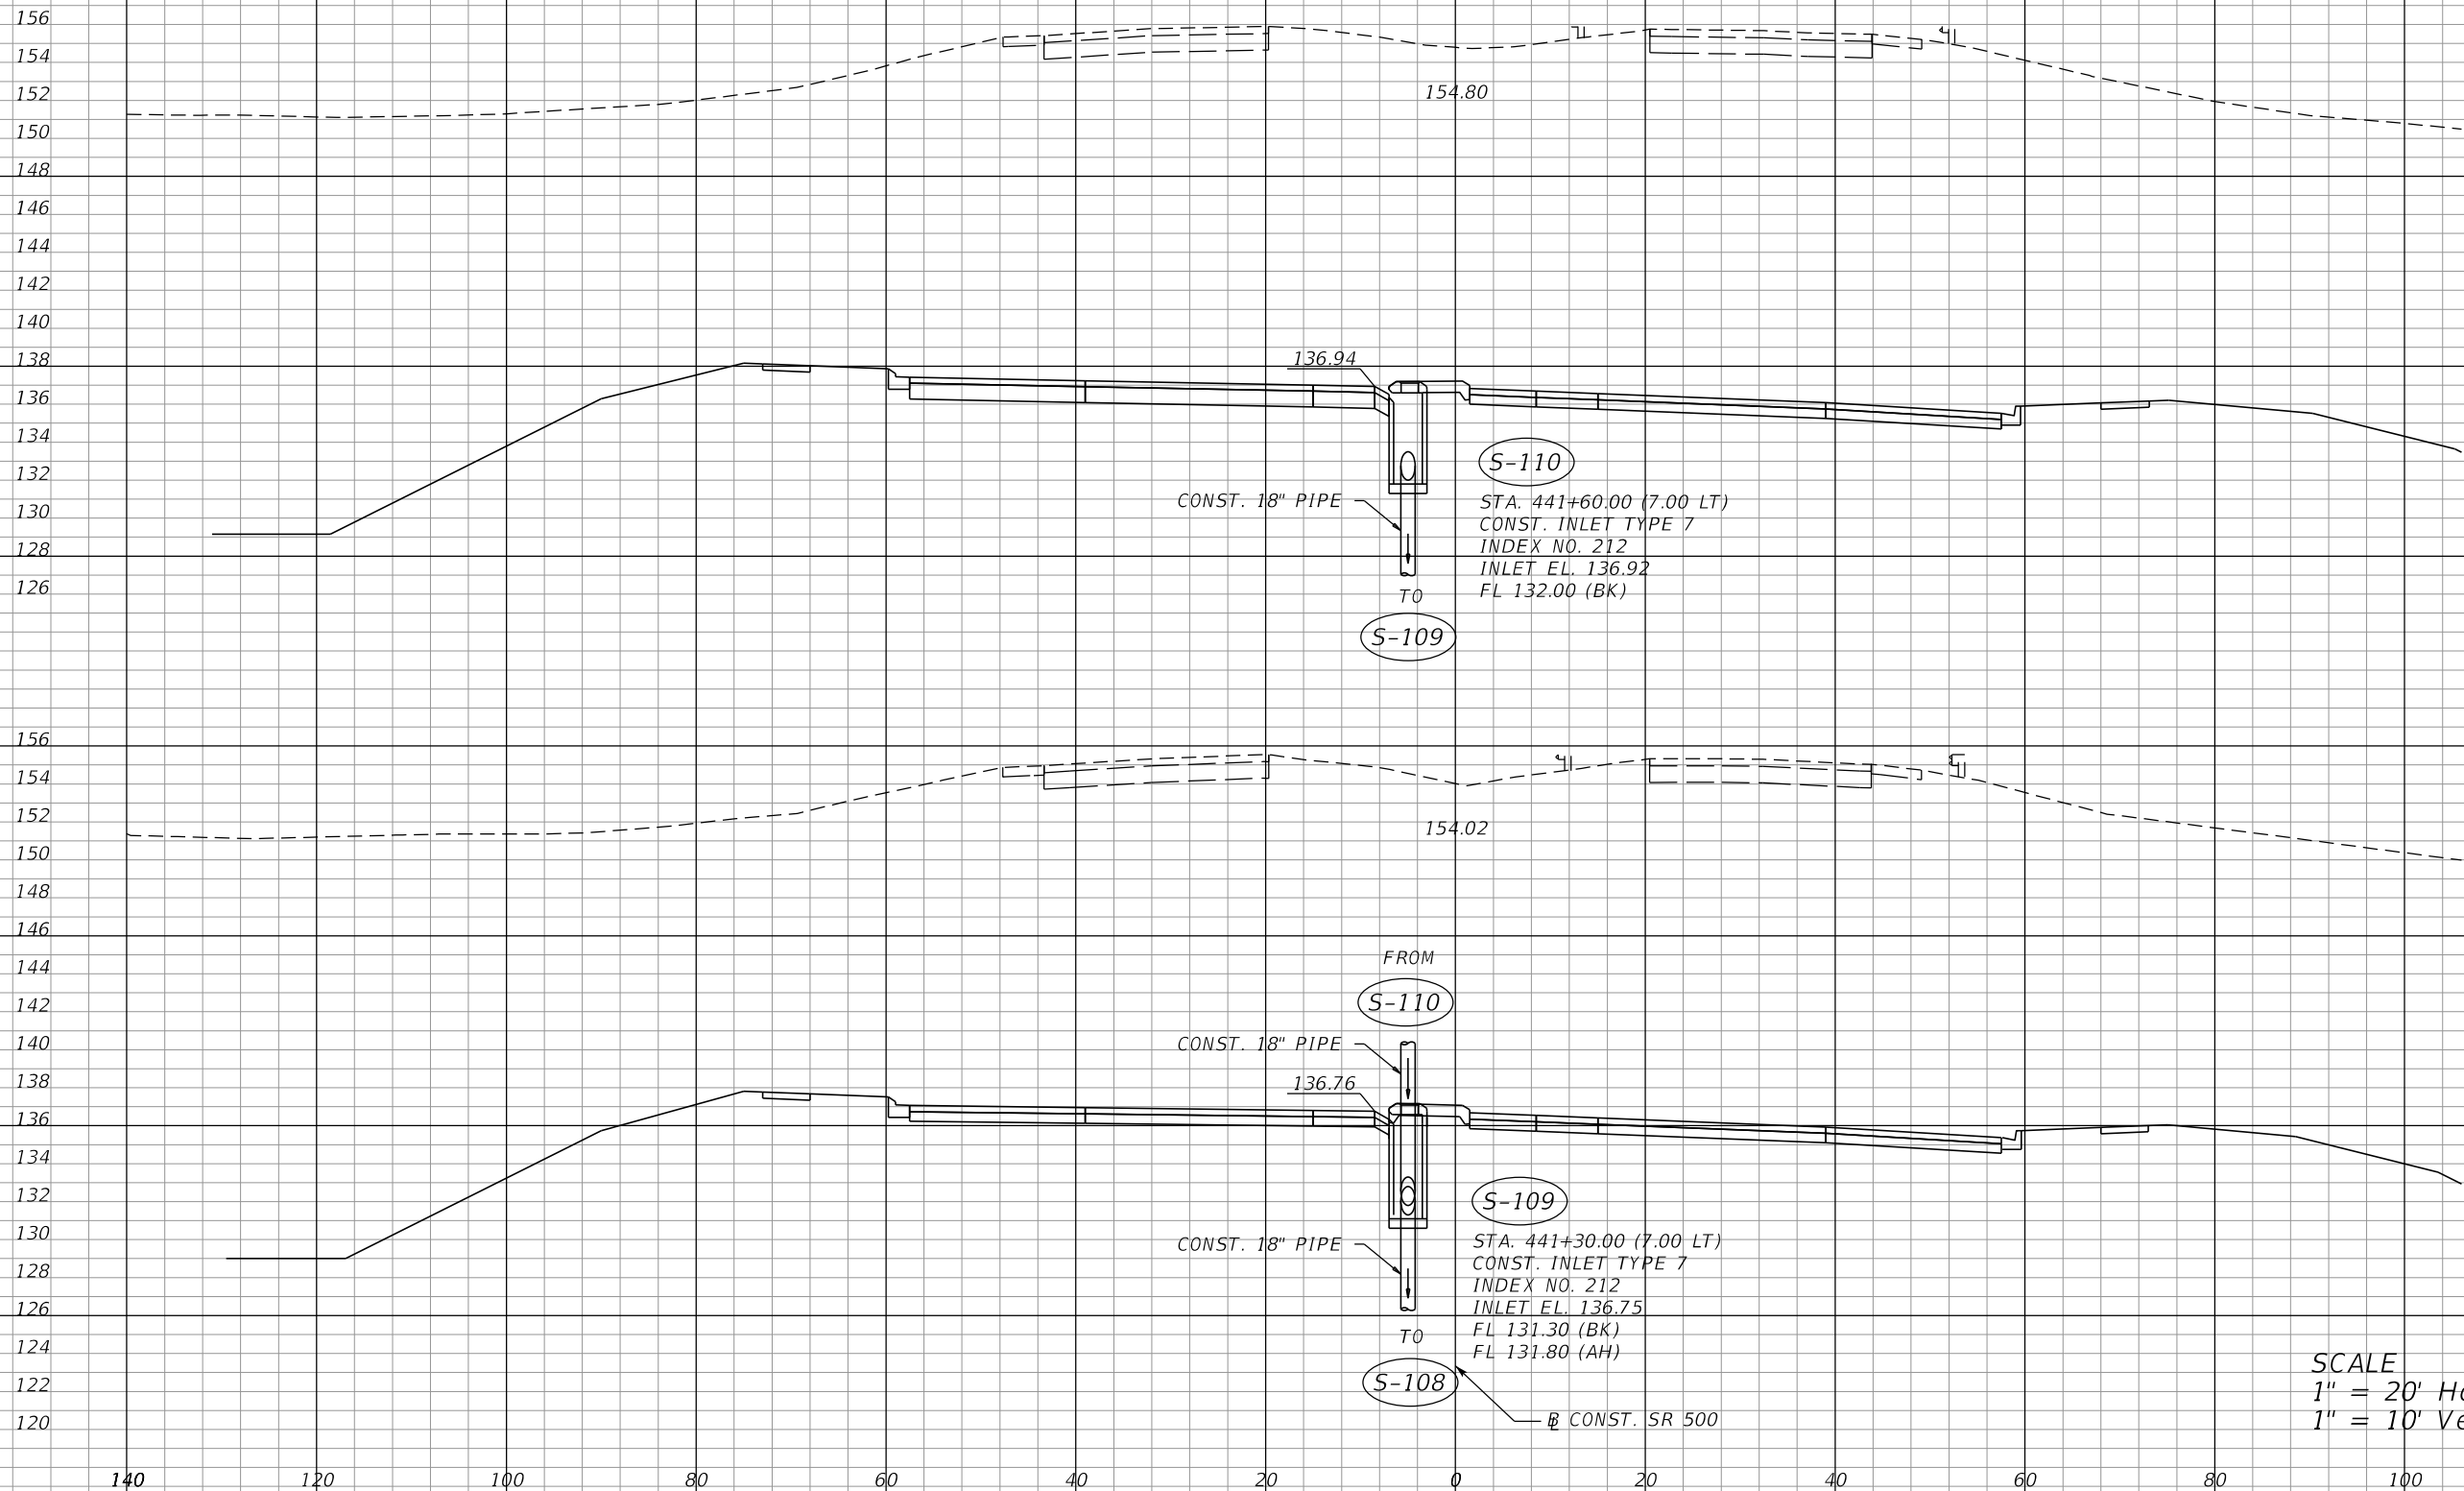 156
154
152
154.80
150
148
146
144
142
140
138
136.94
136
134
132
S-110
CONST. 18" PIPE
STA. 441+60.00 (7.00 LT)
130
CONST. INLET TYPE 7
128
INDEX NO. 212
INLET EL. 136.92
126
FL 132.00 (BK)
TO
S-109
156
154
152
154.02
150
148
146
FROM
144
142
S-110
140
CONST. 18" PIPE
138
136.76
136
134
132
S-109
130
CONST. 18" PIPE
STA. 441+30.00 (7.00 LT)
CONST. INLET TYPE 7
128
INDEX NO. 212
126
INLET EL. 136.75
FL 131.30 (BK)
TO
124
FL 131.80 (AH)
SCALE
122
S-108
1" = 20' Ho
120
BL CONST. SR 500
1" = 10' Ve
140 120 100 80 60 40 20 0 20 40 60 80 100